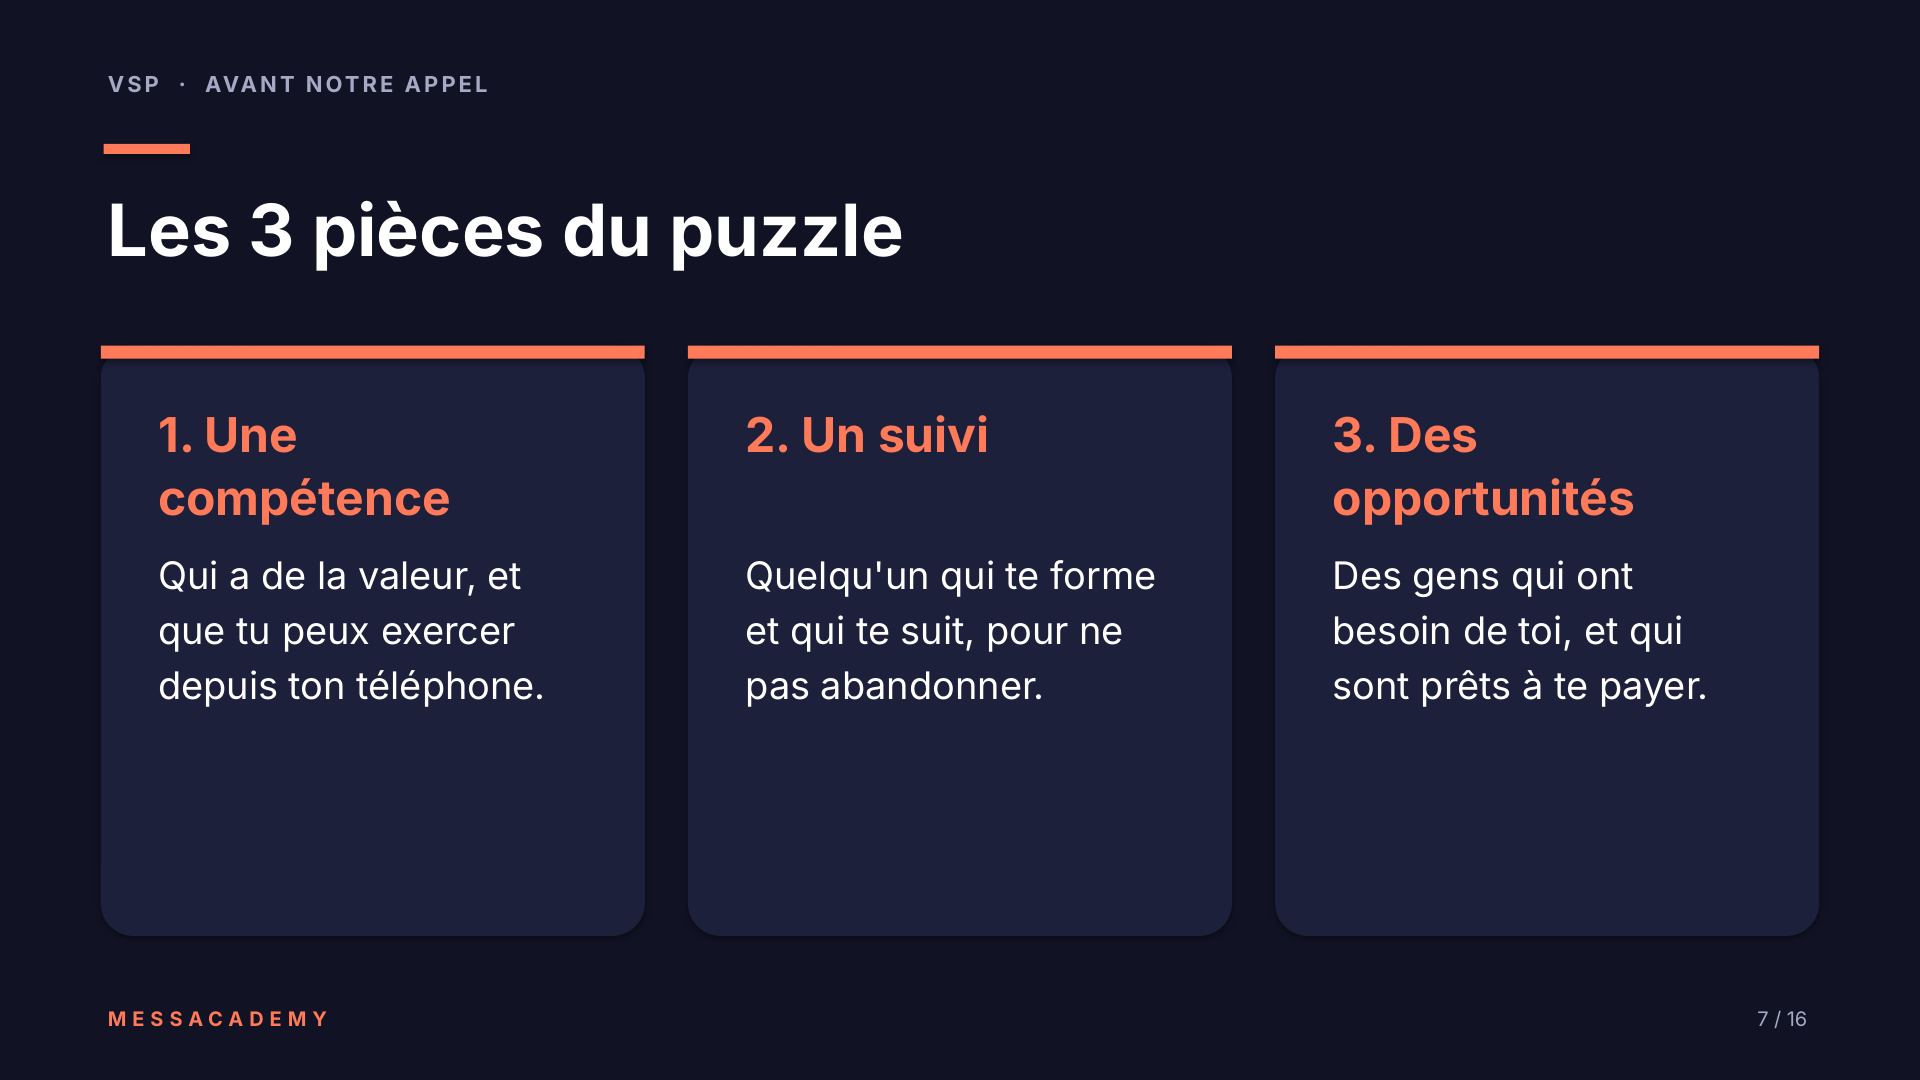 VSP · AVANT NOTRE APPEL
Les 3 pièces du puzzle
1. Une
compétence
Qui a de la valeur, et
que tu peux exercer
depuis ton téléphone.
2. Un suivi
Quelqu'un qui te forme
et qui te suit, pour ne
pas abandonner.
3. Des
opportunités
Des gens qui ont
besoin de toi, et qui
sont prêts à te payer.
MESSACADEMY
7 / 16